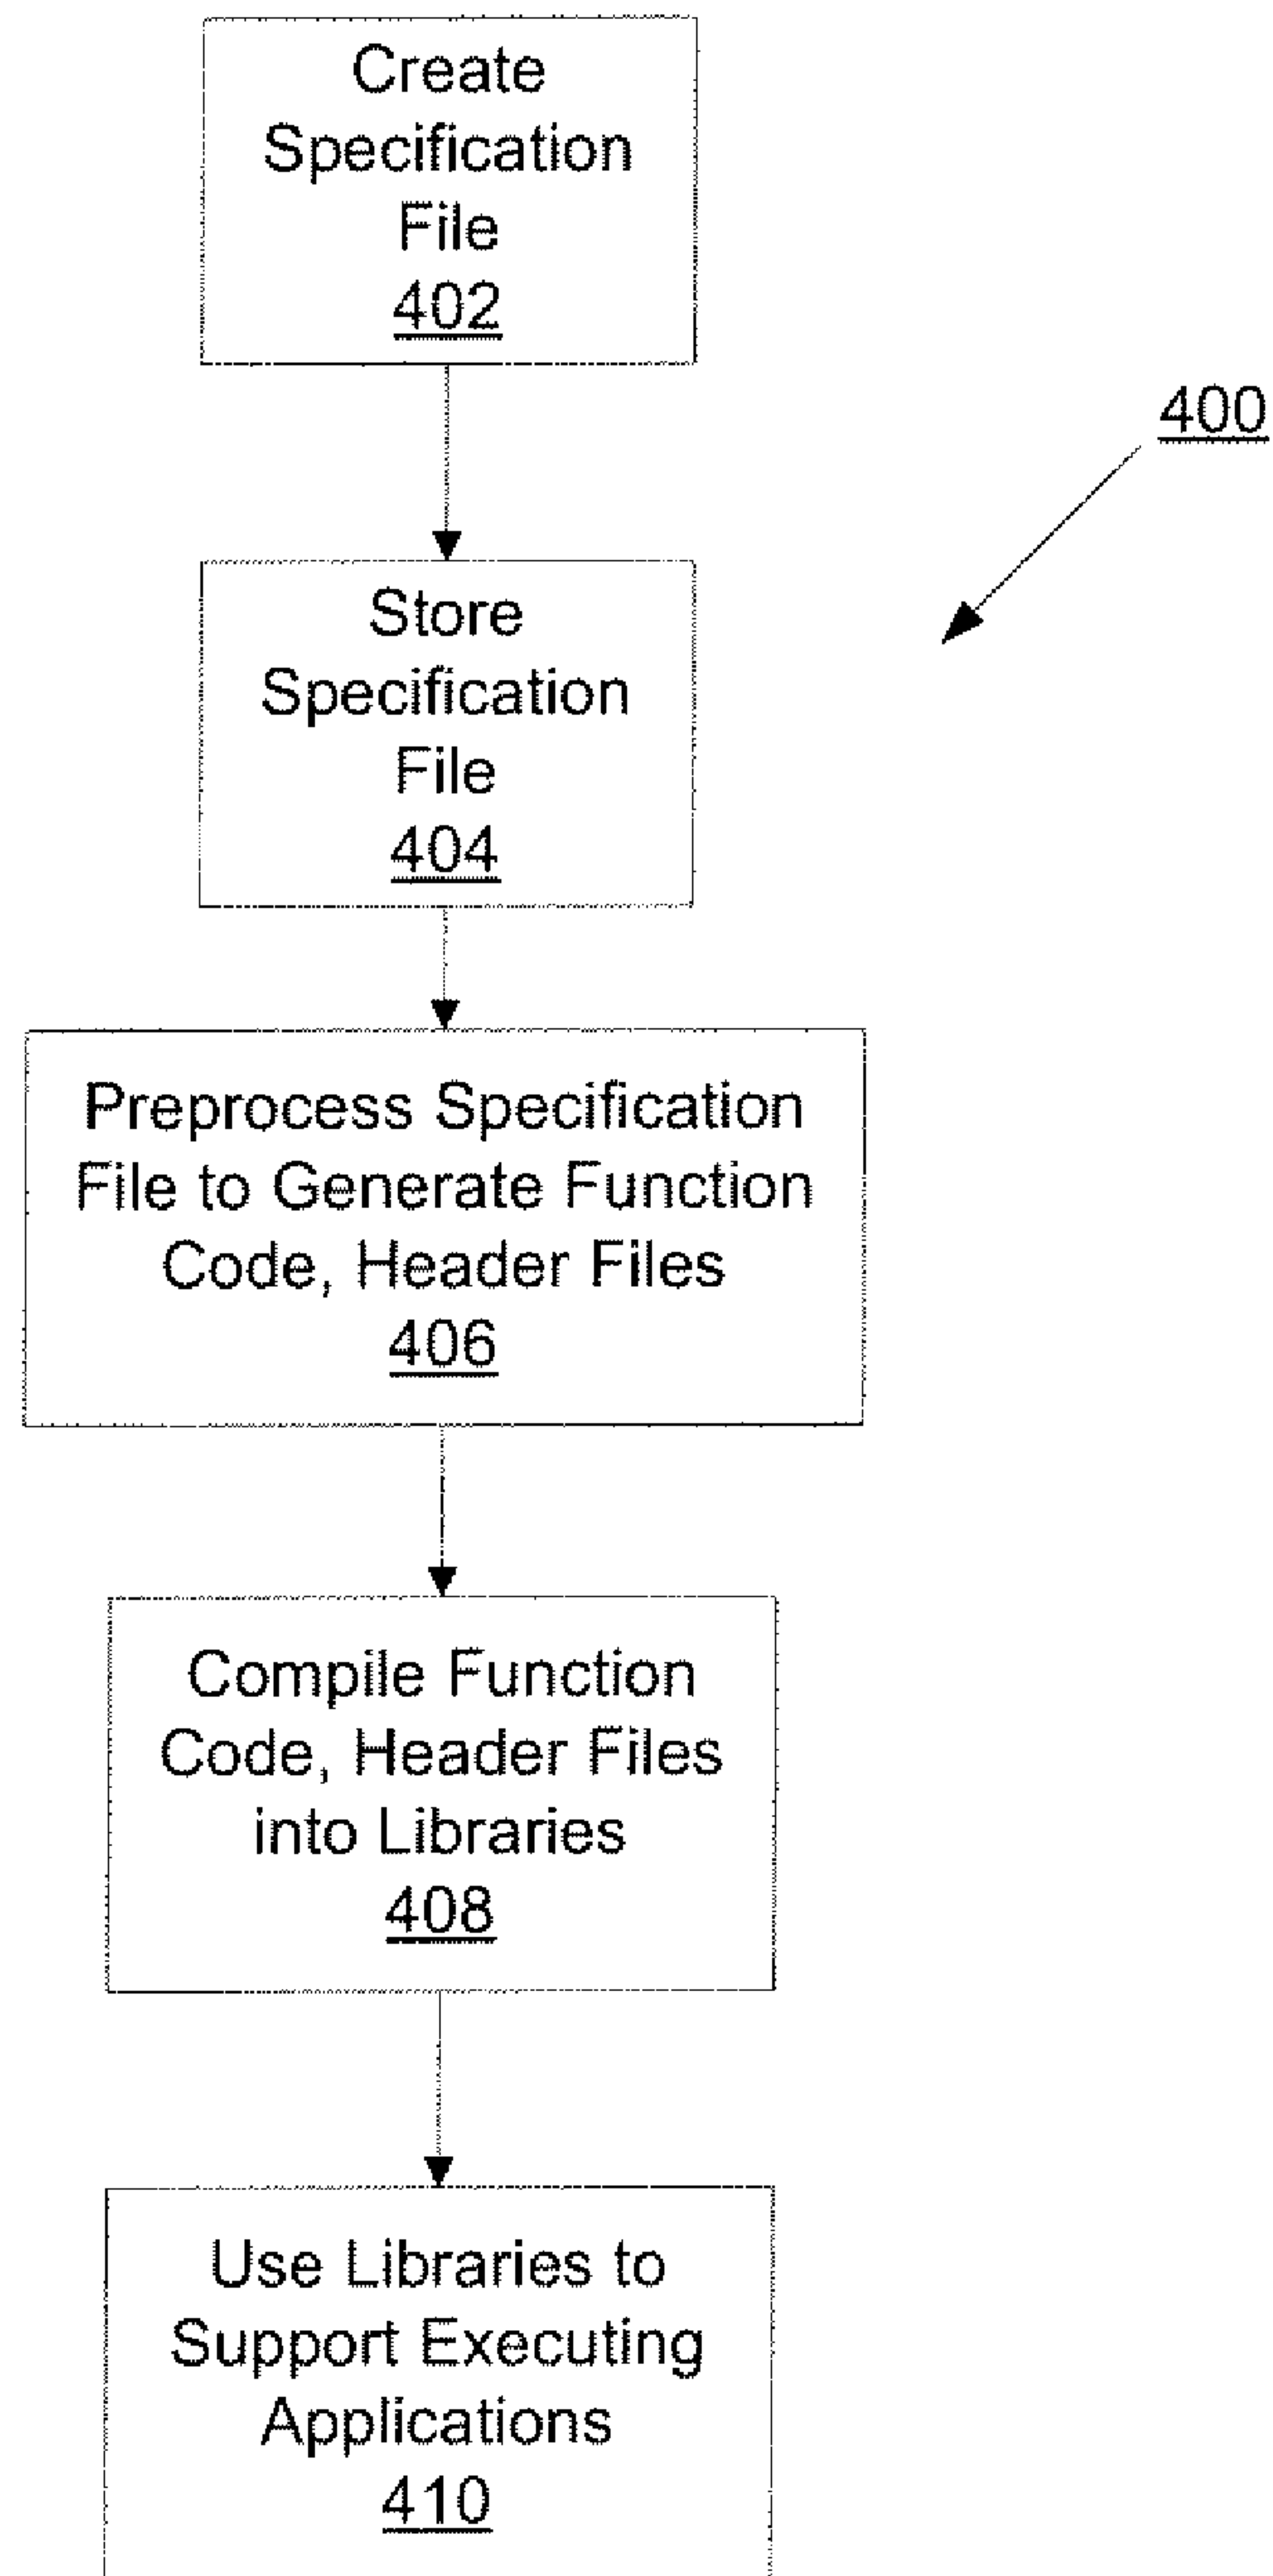 Create
Specification
File
402
400
Store
Specification
File
404
Preprocess Specification
File to Generate Function
Code, Header Files
406
Compile Function
Code, Header Files
into Libraries
408
Use Libraries to
Support Executing
Applications
410